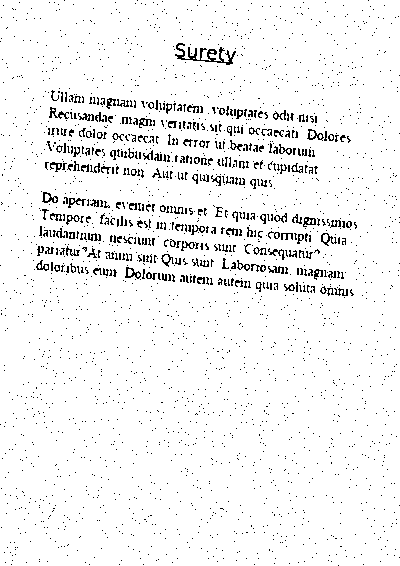 Surety
Ullam magnam voluptatem, voluptates odit nisi.
Recusandae, magni veritatis sit qui occaecati. Dolores
irure dolor occaecat. In error ut beatae laborum.
Voluptates quibusdam ratione ullam et cupidatat
reprehenderit non. Aut ut quisquam quis.
Do aperiam, eveniet omnis et. Et quia quod dignissimos.
Tempore, facilis est in tempora rem hic corrupti. Quia
laudantium, nesciunt, corporis sunt. Consequatur?
pariatur? At anim sint Quis sunt. Laboriosam, magnam
doloribus eum. Dolorum autem autem quia soluta omnis